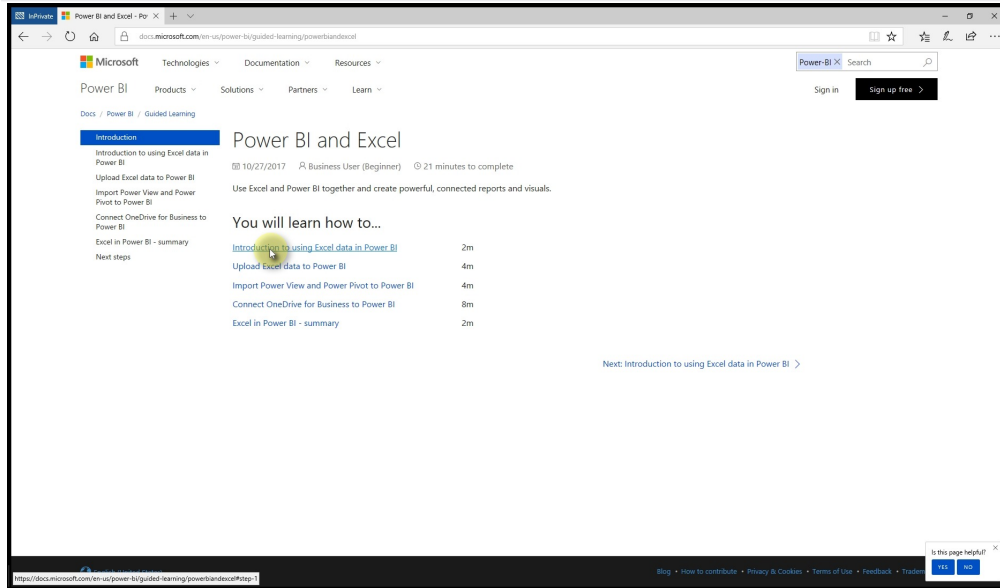 InPrivate
Power BI and Excel - Po
docs.microsoft.com/en-us/power-bi/guided-learning/powerbiandexcel
Microsoft Technologies Documentation Resources Power-BI × Search
Power BI Products Solutions Partners Learn Sign in Sign up free
Docs / Power BI / Guided Learning
Introduction
Introduction to using Excel data in
Power BI
Upload Excel data to Power BI
Import Power View and Power
Pivot to Power BI
Connect OneDrive for Business to
Power BI
Excel in Power BI - summary
Next steps
Power BI and Excel
10/27/2017 Business User (Beginner) 21 minutes to complete
Use Excel and Power BI together and create powerful, connected reports and visuals.
You will learn how to...
Introduction to using Excel data in Power BI 2m
Upload Excel data to Power BI 4m
Import Power View and Power Pivot to Power BI 4m
Connect OneDrive for Business to Power BI 8m
Excel in Power BI - summary 2m
Next: Introduction to using Excel data in Power BI
Is this page helpful?
YES NO
English (United States)
Blog • How to contribute • Privacy & Cookies • Terms of Use • Feedback • Tradem
https://docs.microsoft.com/en-us/power-bi/guided-learning/powerbiandexcel#step-1